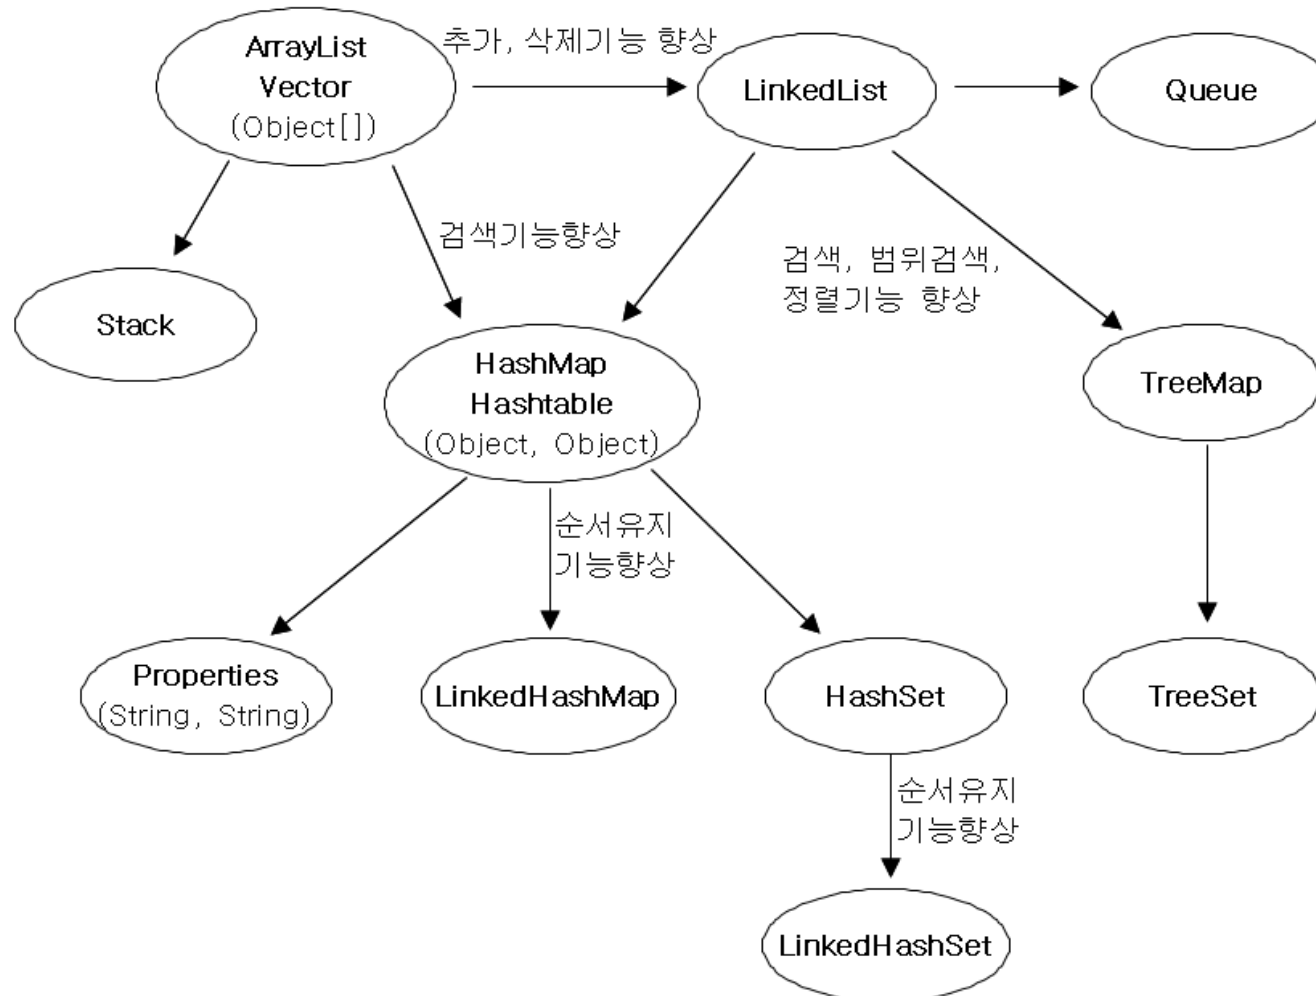 ArrayList
Vector
(Object[])
추가, 삭제기능 향상
LinkedList
Queue
검색기능향상
검색, 범위검색,
정렬기능 향상
Stack
HashMap
Hashtable
(Object, Object)
TreeMap
순서유지
기능향상
Properties
(String, String)
LinkedHashMap
HashSet
TreeSet
순서유지
기능향상
LinkedHashSet